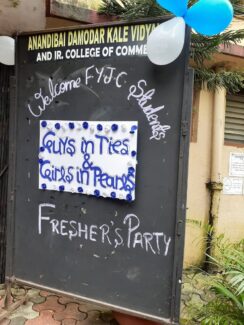 ANANDIBAI DAMODAR KALE VIDYA
AND JR. COLLEGE OF COMME
Welcome F.Y.J.C. Students
Guys in Ties
&
Girls in Pearls
FRESHER'S PARTY